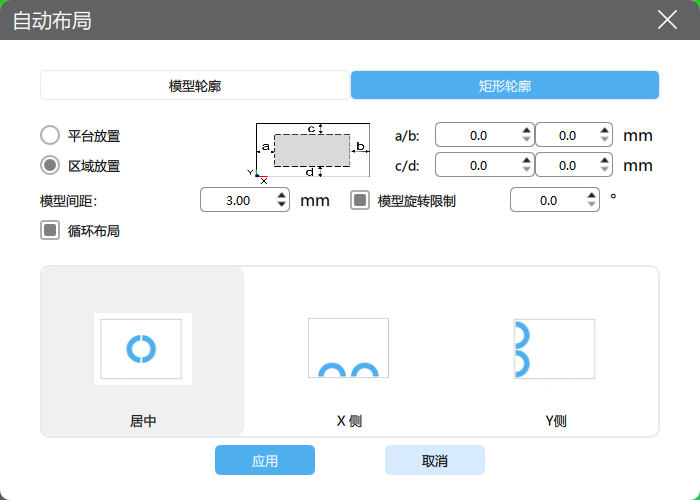 自动布局
模型轮廓 矩形轮廓
平台放置 a/b: 0.0 0.0 mm
区域放置 c/d: 0.0 0.0 mm
c
a b
d
Y
X
模型间距: 3.00 mm 模型旋转限制 0.0 °
循环布局
居中 X 侧 Y侧
应用 取消